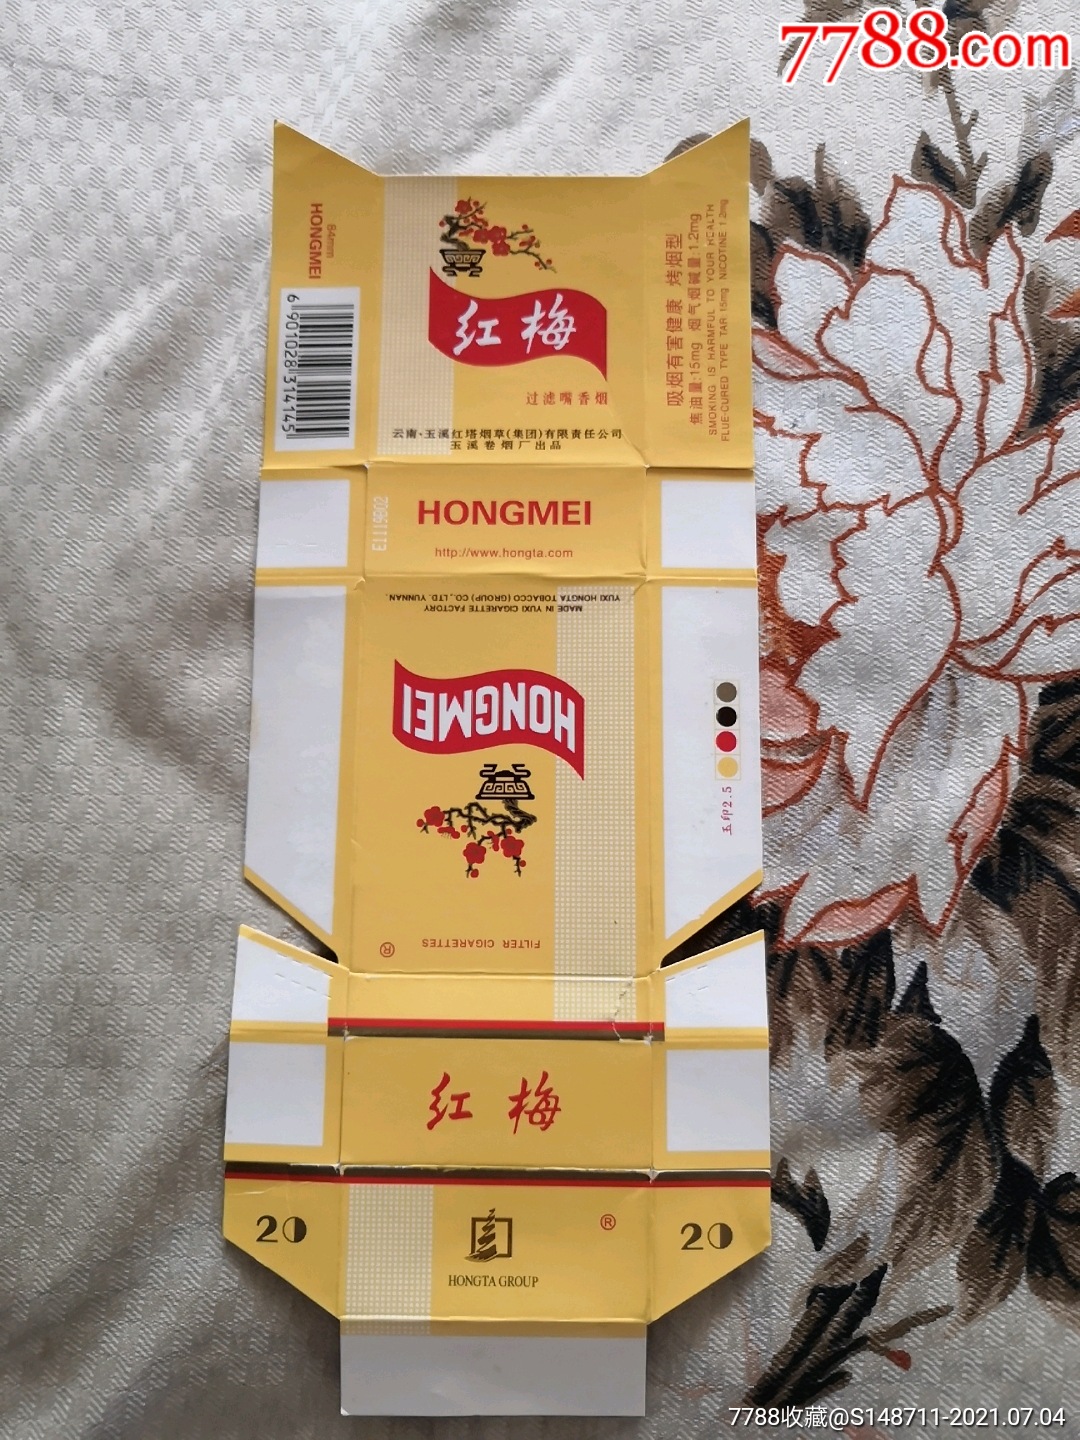 7788.com
84mm
HONGMEI
6 901028 314145
红梅
过滤嘴香烟
云南·玉溪红塔烟草(集团)有限责任公司
玉溪卷烟厂出品
吸烟有害健康 烤烟型
焦油量:15mg 烟气烟碱量:1.2mg
SMOKING IS HARMFUL TO YOUR HEALTH
FLUE-CURED TYPE TAR 15mg NICOTINE 1.2mg
E1119B02
HONGMEI
http://www.hongta.com
YUXI HONGTA TOBACCO (GROUP) CO., LTD. YUNNAN.
MADE IN YUXI CIGARETTE FACTORY
HONGMEI
玉印2.5
FILTER CIGARETTES
®
红梅
20
®
20
HONGTA GROUP
7788收藏@S148711-2021.07.04